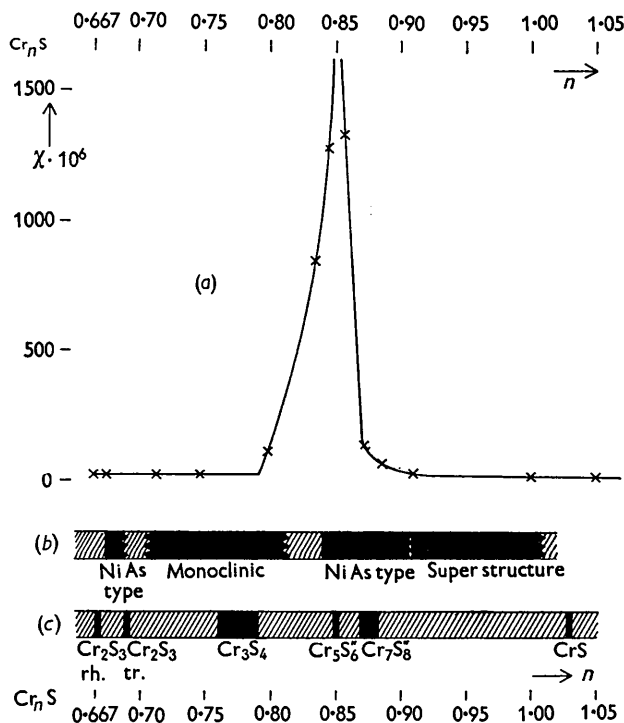 0·667 0·70 0·75 0·80 0·85 0·90 0·95 1·00 1·05
CrnS
n
1500
χ·10⁶
1000
(a)
500
0
(b)
Ni As type Monoclinic Ni As type Super structure
(c)
Cr2S3 rh. Cr2S3 tr. Cr3S4 Cr5S6" Cr7S8" CrS
n
CrnS
0·667 0·70 0·75 0·80 0·85 0·90 0·95 1·00 1·05